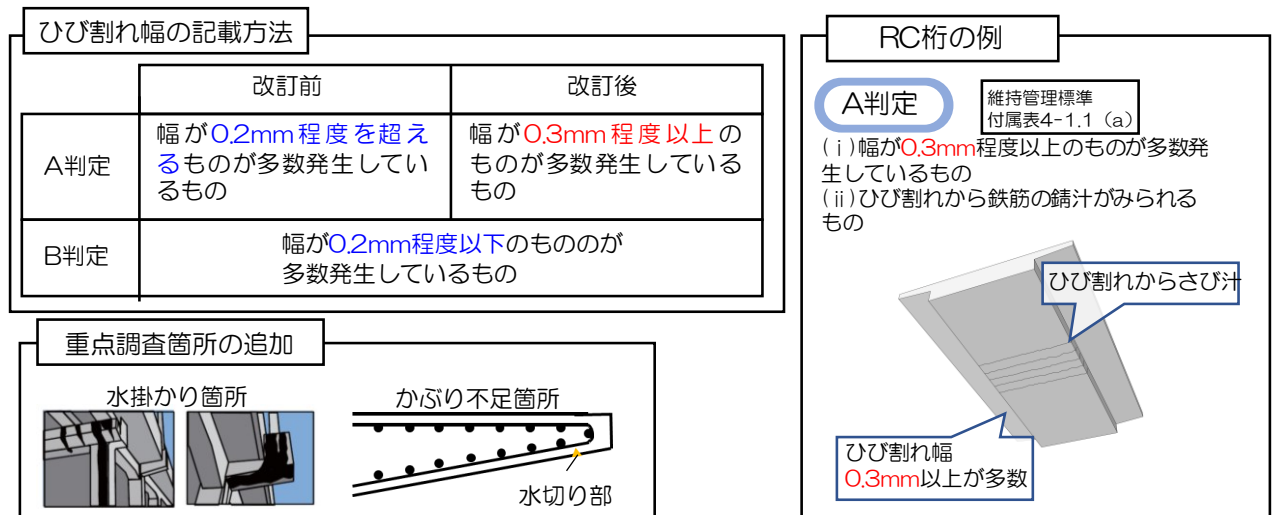 ひび割れ幅の記載方法
改訂前
改訂後
A判定
幅が0.2mm程度を超え
るものが多数発生してい
るもの
幅が0.3mm程度以上の
ものが多数発生している
もの
B判定
幅が0.2mm程度以下のもののが
多数発生しているもの
重点調査箇所の追加
水掛かり箇所
かぶり不足箇所
水切り部
RC桁の例
A判定
維持管理標準
付属表4-1.1（a）
(ⅰ)幅が0.3mm程度以上のものが多数発
生しているもの
(ⅱ)ひび割れから鉄筋の錆汁がみられる
もの
ひび割れからさび汁
ひび割れ幅
0.3mm以上が多数